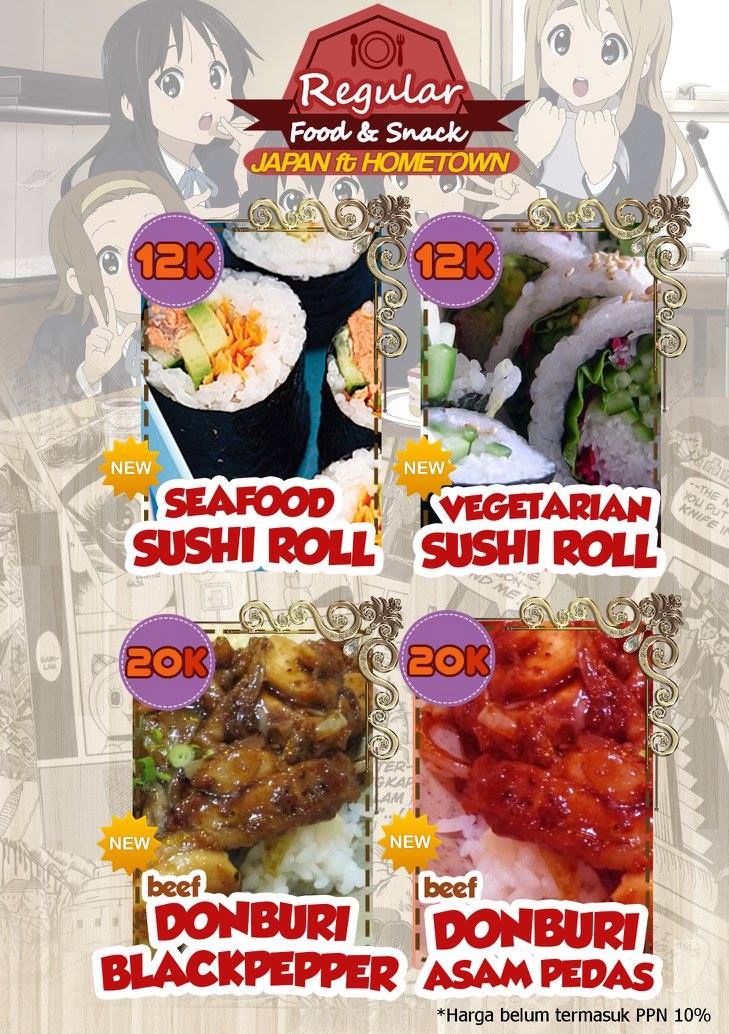 Regular
Food & Snack
JAPAN ft HOMETOWN
12K
NEW
SEAFOOD
SUSHI ROLL
12K
NEW
VEGETARIAN
SUSHI ROLL
20K
NEW
beef
DONBURI
BLACKPEPPER
20K
NEW
beef
DONBURI
ASAM PEDAS
*Harga belum termasuk PPN 10%